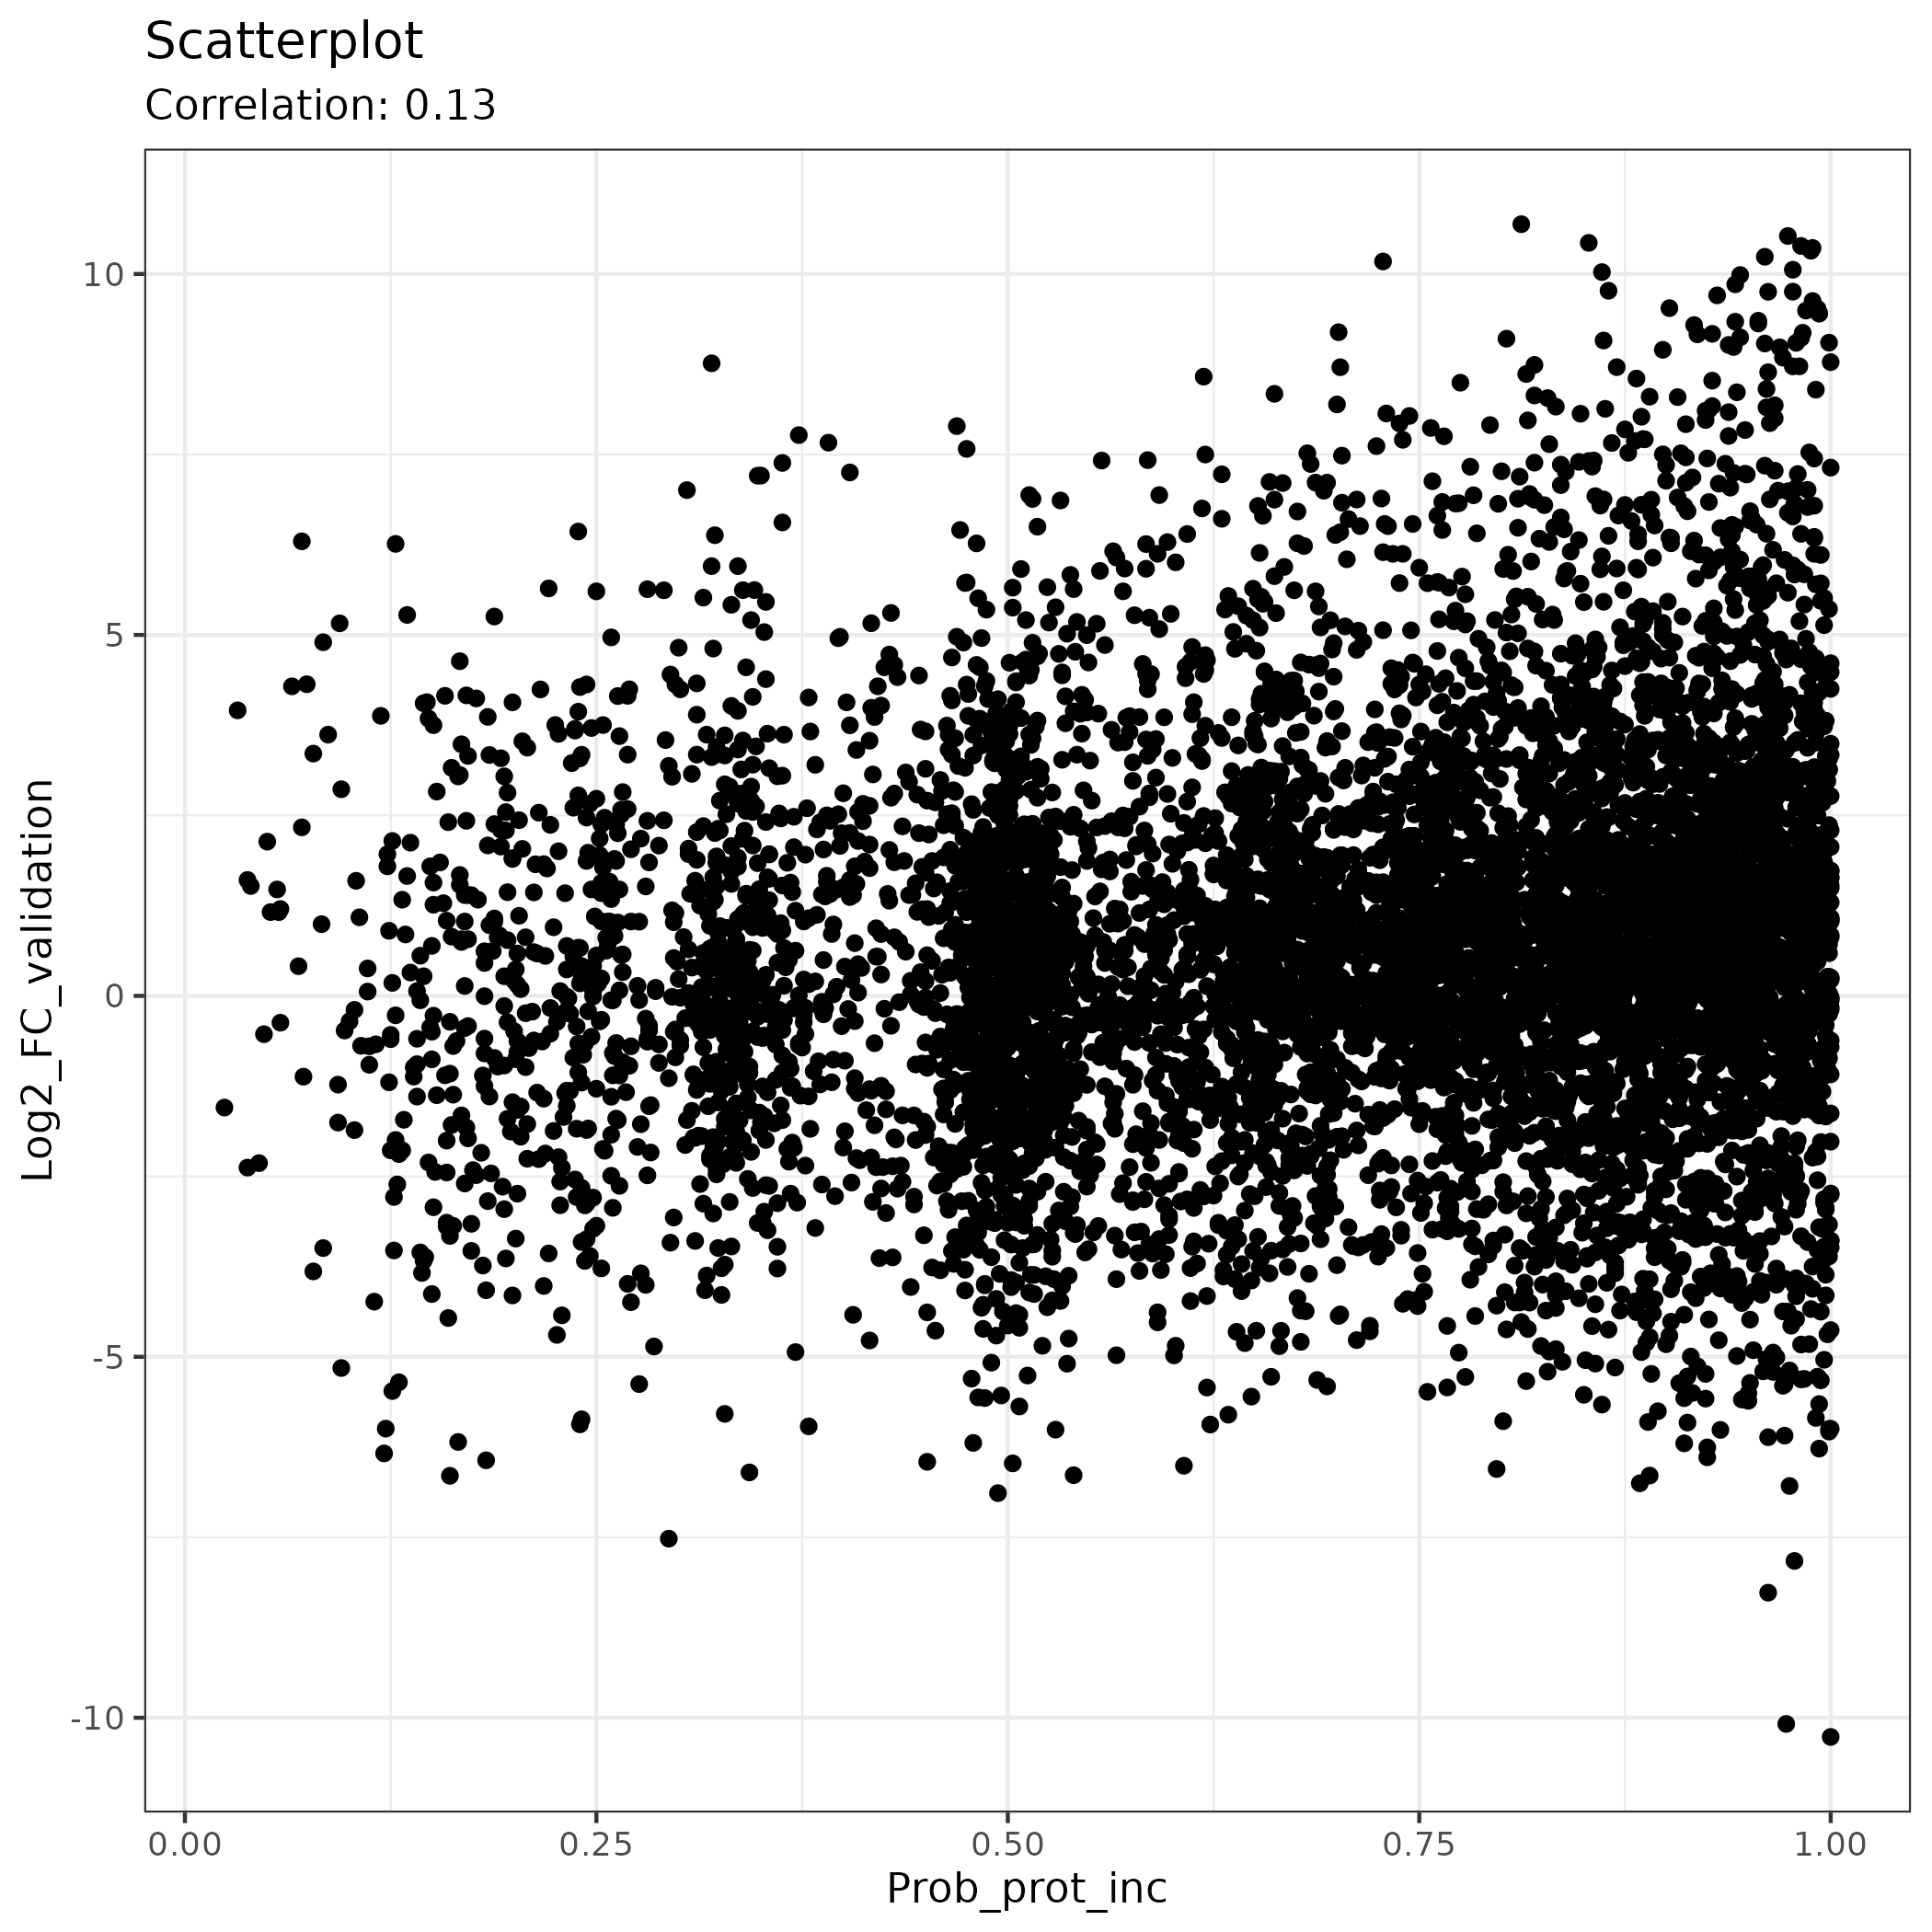 Scatterplot
Correlation: 0.13
Log2_FC_validation
10
5
0
-5
-10
0.00 0.25 0.50 0.75 1.00
Prob_prot_inc